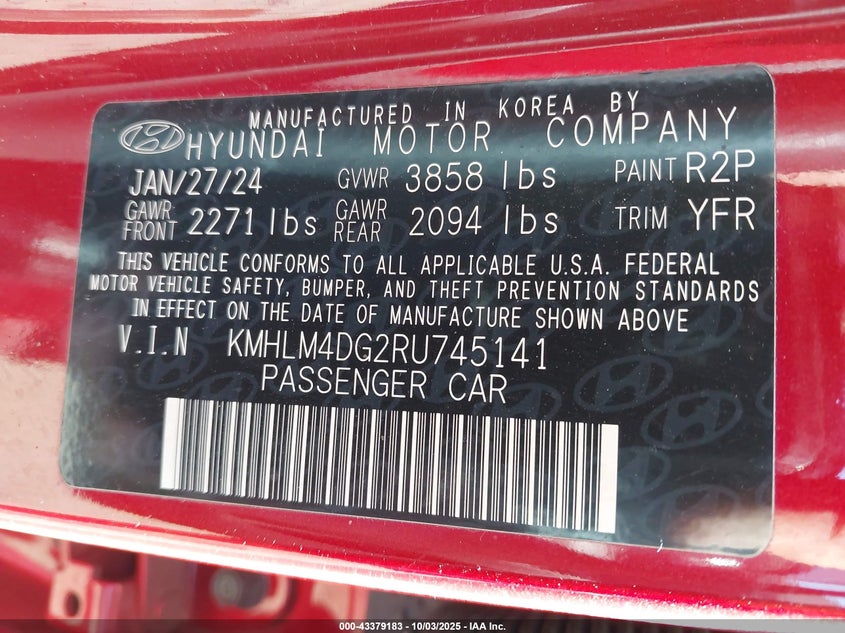 MANUFACTURED IN KOREA BY
HYUNDAI MOTOR COMPANY
JAN/27/24 GVWR 3858 lbs PAINT R2P
GAWR FRONT 2271 lbs GAWR REAR 2094 lbs TRIM YFR
THIS VEHICLE CONFORMS TO ALL APPLICABLE U.S.A. FEDERAL
MOTOR VEHICLE SAFETY, BUMPER, AND THEFT PREVENTION STANDARDS
IN EFFECT ON THE DATE OF MANUFACTURE SHOWN ABOVE
V.I.N KMHLM4DG2RU745141
PASSENGER CAR
000-43379183 - 10/03/2025 - IAA Inc.